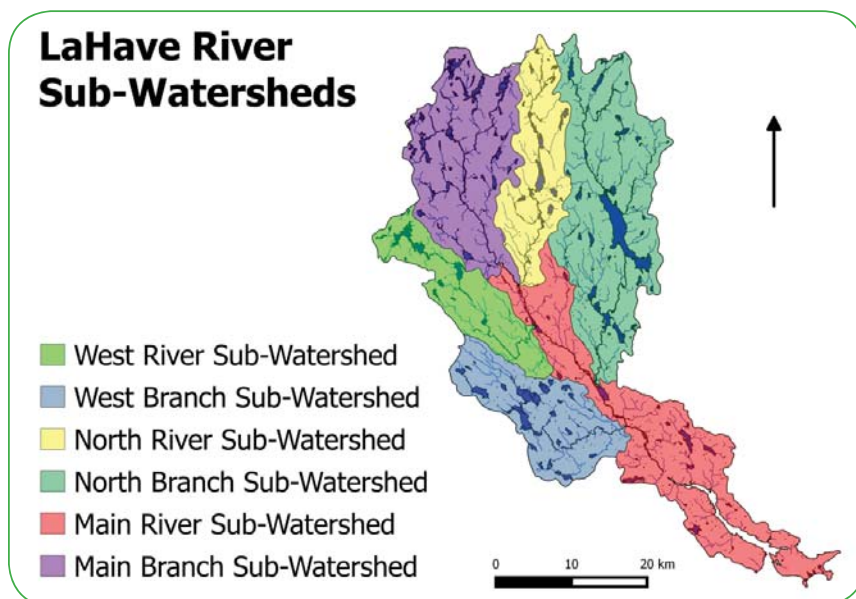 LaHave River
Sub-Watersheds
West River Sub-Watershed
West Branch Sub-Watershed
North River Sub-Watershed
North Branch Sub-Watershed
Main River Sub-Watershed
Main Branch Sub-Watershed
0 10 20 km